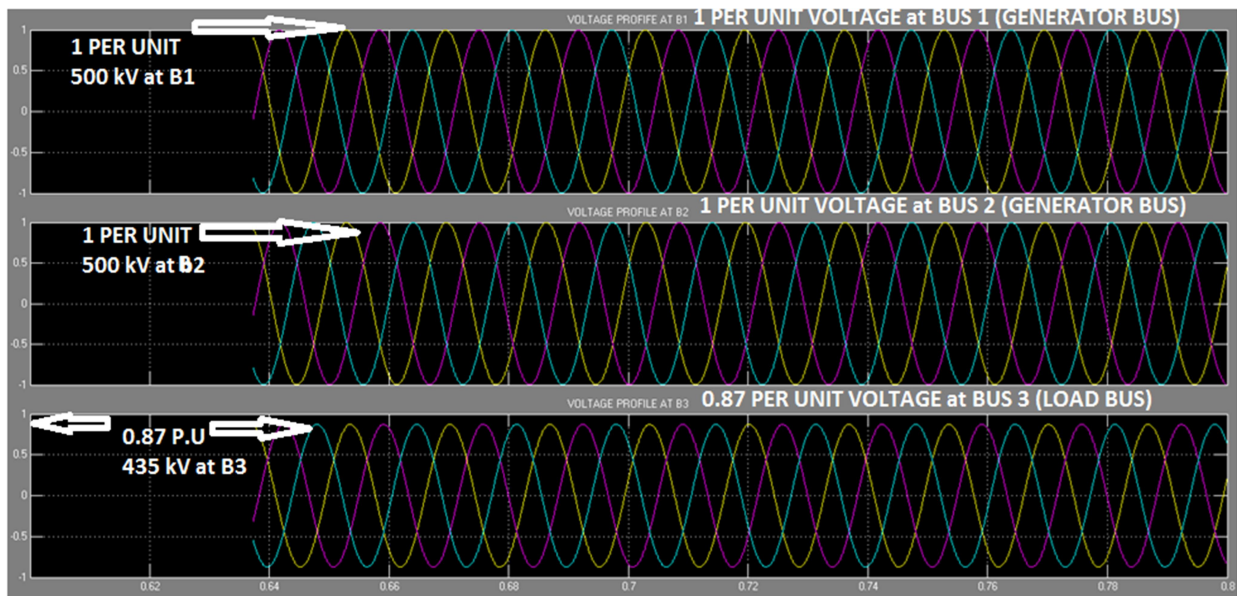 VOLTAGE PROFIFE AT B1 1 PER UNIT VOLTAGE at BUS 1 (GENERATOR BUS)
1
1 PER UNIT
500 kV at B1
0.5
0
-0.5
-1
VOLTAGE PROFILE AT B2 1 PER UNIT VOLTAGE at BUS 2 (GENERATOR BUS)
1
1 PER UNIT
500 kV at B2
0.5
0
-0.5
-1
VOLTAGE PROFILE AT B3 0.87 PER UNIT VOLTAGE at BUS 3 (LOAD BUS)
1
0.87 P.U
435 kV at B3
0.5
0
-0.5
-1
0.62 0.64 0.66 0.68 0.7 0.72 0.74 0.76 0.78 0.8